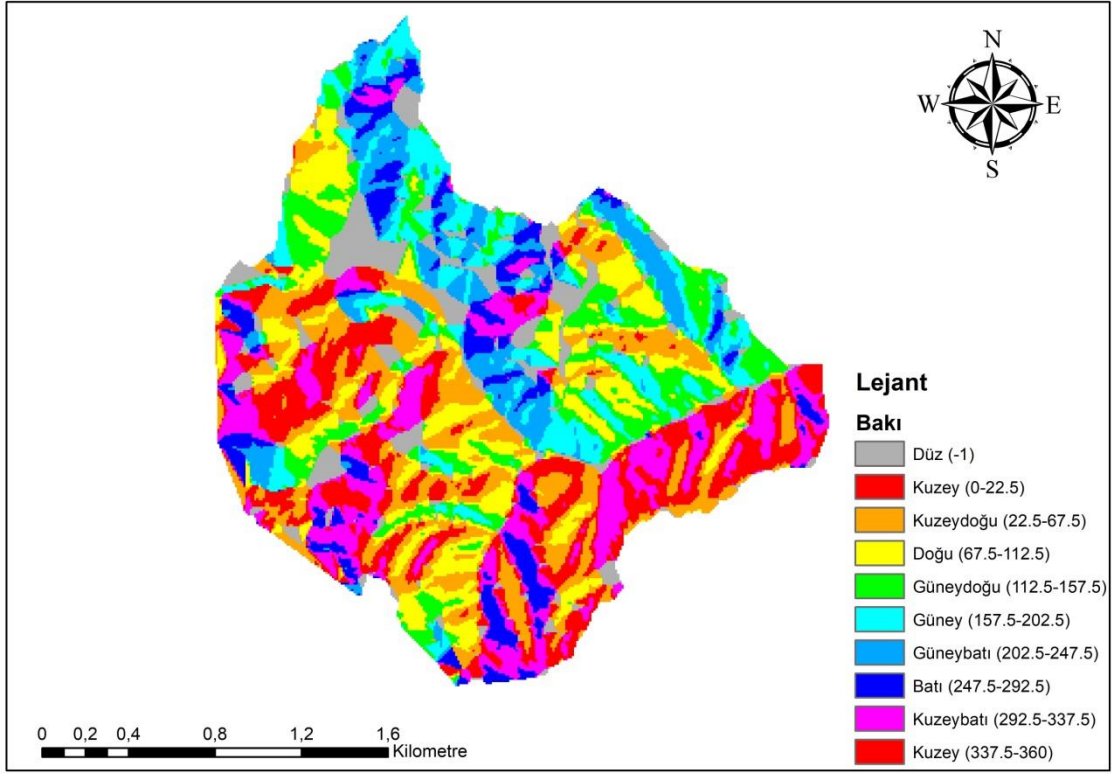 N
W E
S
Lejant
Bakı
Düz (-1)
Kuzey (0-22.5)
Kuzeydoğu (22.5-67.5)
Doğu (67.5-112.5)
Güneydoğu (112.5-157.5)
Güney (157.5-202.5)
Güneybatı (202.5-247.5)
Batı (247.5-292.5)
Kuzeybatı (292.5-337.5)
Kuzey (337.5-360)
0 0,2 0,4 0,8 1,2 1,6
Kilometre